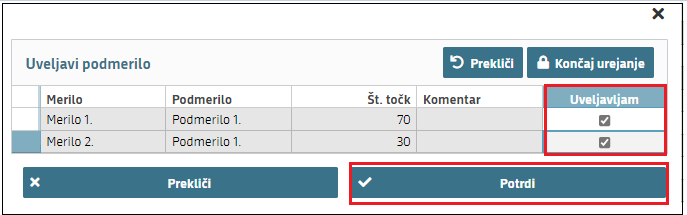 Uveljavi podmerilo
Prekliči
Končaj urejanje
Merilo Podmerilo Št. točk Komentar Uveljavljam
Merilo 1. Podmerilo 1. 70
Merilo 2. Podmerilo 1. 30
Prekliči
Potrdi